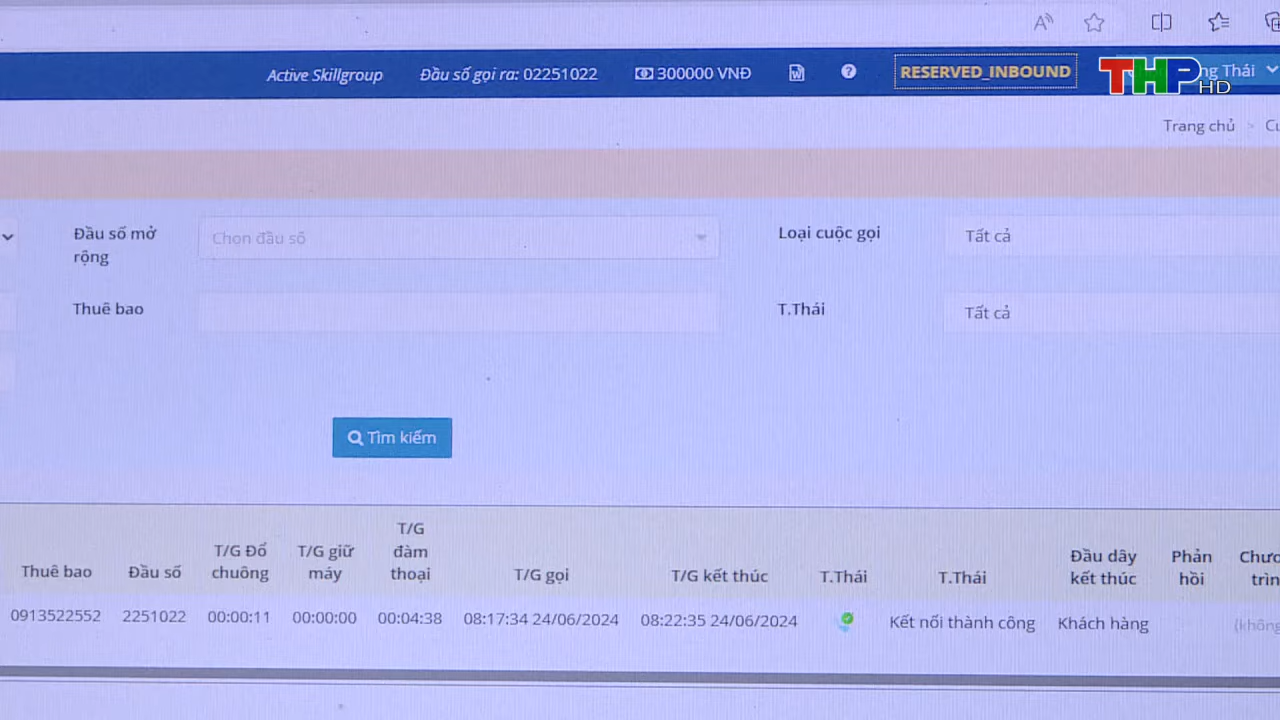 Active Skillgroup Đầu số gọi ra: 02251022 300000 VNĐ RESERVED_INBOUND ng Thái
THP HD
Trang chủ >
Đầu số mở rộng Chọn đầu số Loại cuộc gọi Tất cả
Thuê bao T.Thái Tất cả
Tìm kiếm
Thuê bao Đầu số T/G Đổ chuông T/G giữ máy T/G đàm thoại T/G gọi T/G kết thúc T.Thái T.Thái Đầu dây kết thúc Phản hồi
0913522552 2251022 00:00:11 00:00:00 00:04:38 08:17:34 24/06/2024 08:22:35 24/06/2024 Kết nối thành công Khách hàng (không